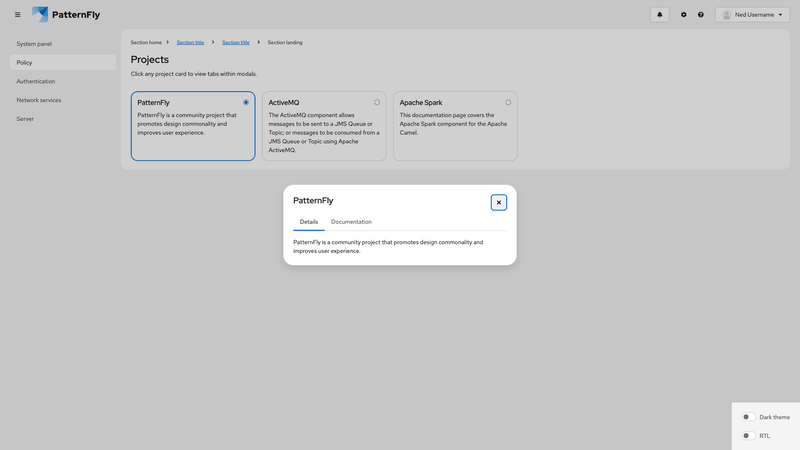 PatternFly
Ned Username
System panel
Policy
Authentication
Network services
Server
Section home
Section title
Section title
Section landing
Projects
Click any project card to view tabs within modals.
PatternFly
PatternFly is a community project that
promotes design commonality and
improves user experience.
ActiveMQ
The ActiveMQ component allows
messages to be sent to a JMS Queue or
Topic; or messages to be consumed from a
JMS Queue or Topic using Apache
ActiveMQ.
Apache Spark
This documentation page covers the
Apache Spark component for the Apache
Camel.
PatternFly
Details
Documentation
PatternFly is a community project that promotes design commonality and
improves user experience.
Dark theme
RTL